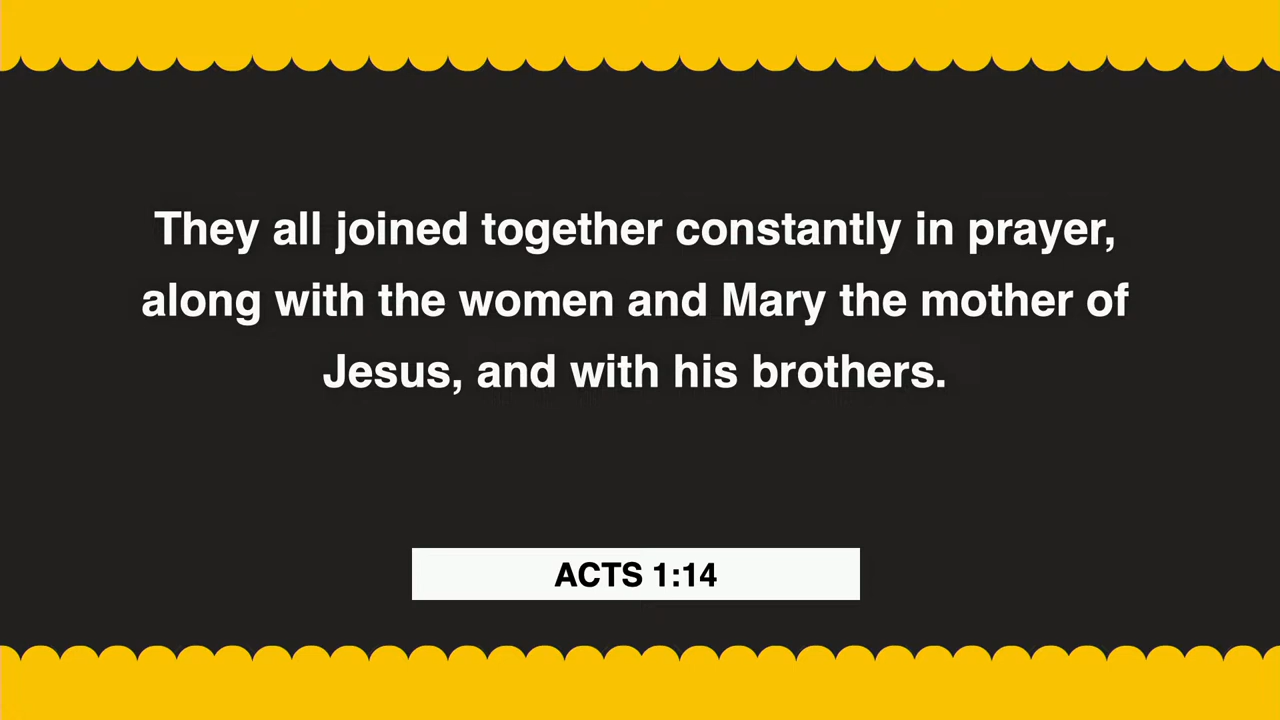 They all joined together constantly in prayer,
along with the women and Mary the mother of
Jesus, and with his brothers.
ACTS 1:14